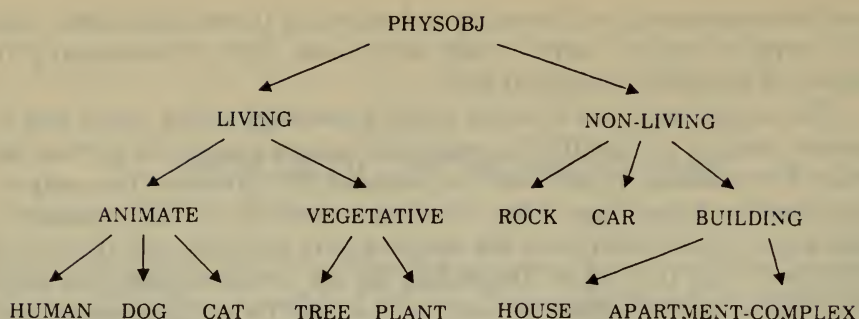 PHYSOBJ
LIVING NON-LIVING
ANIMATE VEGETATIVE ROCK CAR BUILDING
HUMAN DOG CAT TREE PLANT HOUSE APARTMENT-COMPLEX